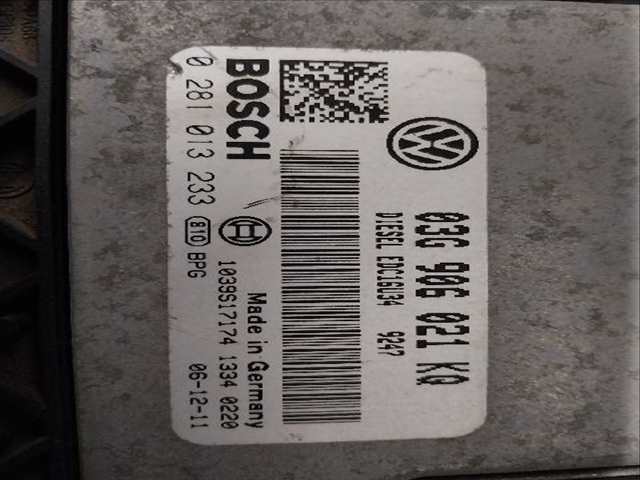 03G 906 021 KQ
DIESEL EDC16U34 9247
BOSCH
Made in Germany
1039S17174 1334 0220
0 281 013 233 BTO BPG 06-12-11